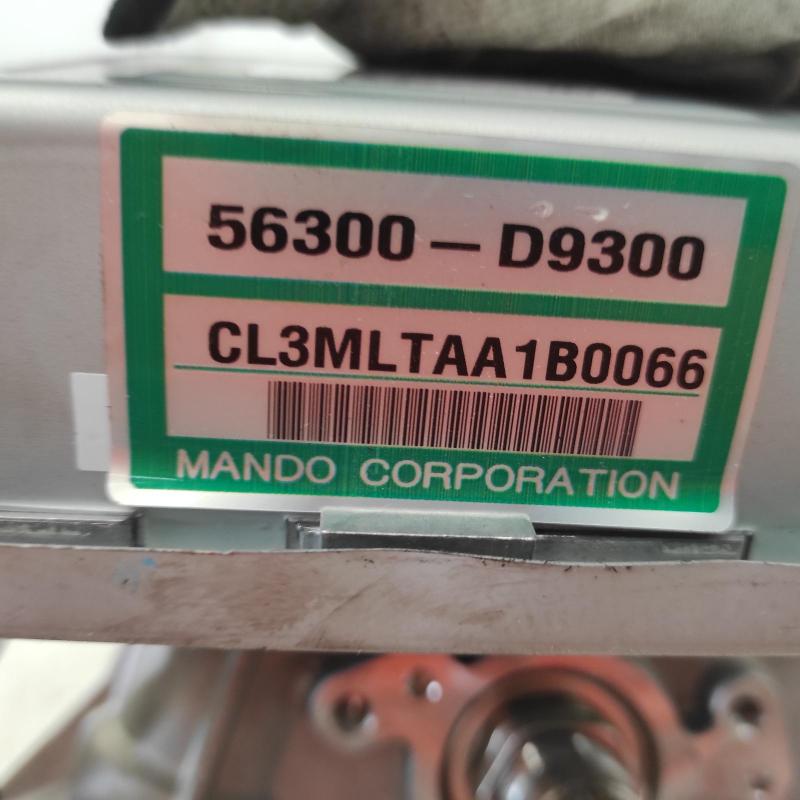 56300-D9300
CL3MLTAA1B0066
MANDO CORPORATION